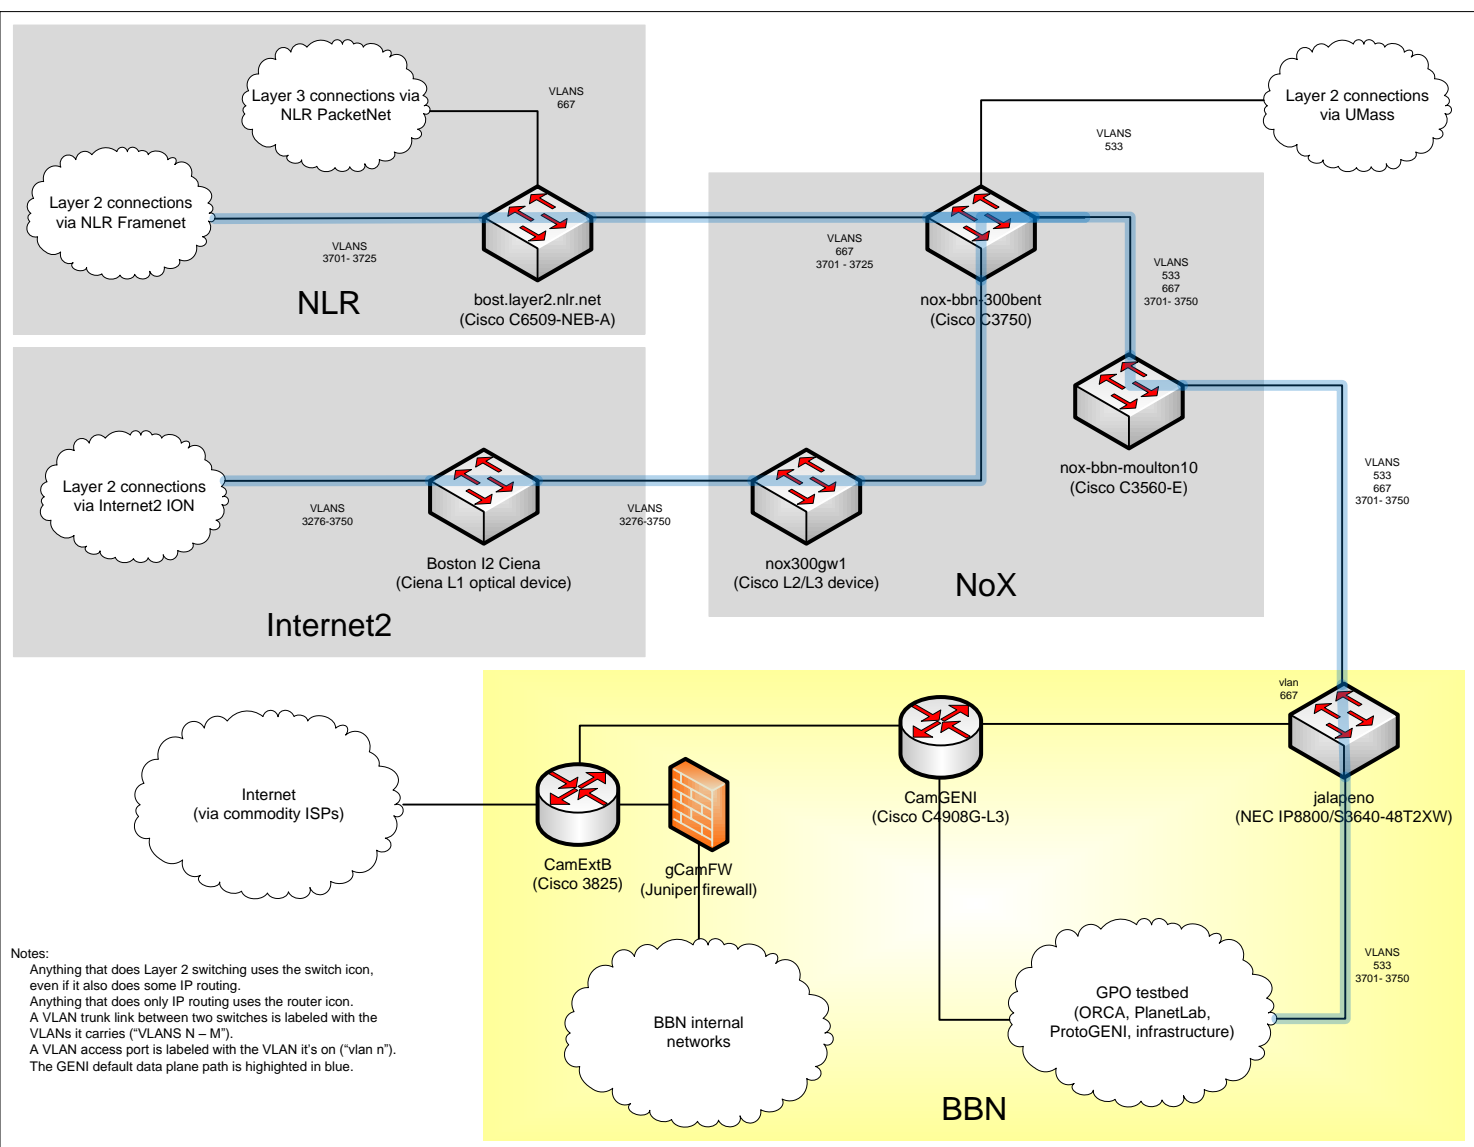 Layer 3 connections via
NLR PacketNet
VLANS
667
Layer 2 connections
via UMass
VLANS
533
Layer 2 connections
via NLR Framenet
VLANS
3701- 3725
NLR
bost.layer2.nlr.net
(Cisco C6509-NEB-A)
VLANS
667
3701 - 3725
nox-bbn-300bent
(Cisco C3750)
VLANS
533
667
3701- 3750
nox-bbn-moulton10
(Cisco C3560-E)
VLANS
533
667
3701- 3750
Layer 2 connections
via Internet2 ION
VLANS
3276-3750
Boston I2 Ciena
(Ciena L1 optical device)
VLANS
3276-3750
nox300gw1
(Cisco L2/L3 device)
NoX
Internet2
vlan
667
Internet
(via commodity ISPs)
CamExtB
(Cisco 3825)
gCamFW
(Juniper firewall)
CamGENI
(Cisco C4908G-L3)
jalapeno
(NEC IP8800/S3640-48T2XW)
VLANS
533
3701- 3750
GPO testbed
(ORCA, PlanetLab,
ProtoGENI, infrastructure)
BBN internal
networks
BBN
Notes:
Anything that does Layer 2 switching uses the switch icon,
even if it also does some IP routing.
Anything that does only IP routing uses the router icon.
A VLAN trunk link between two switches is labeled with the
VLANs it carries (“VLANS N – M”).
A VLAN access port is labeled with the VLAN it's on (“vlan n”).
The GENI default data plane path is highlighted in blue.